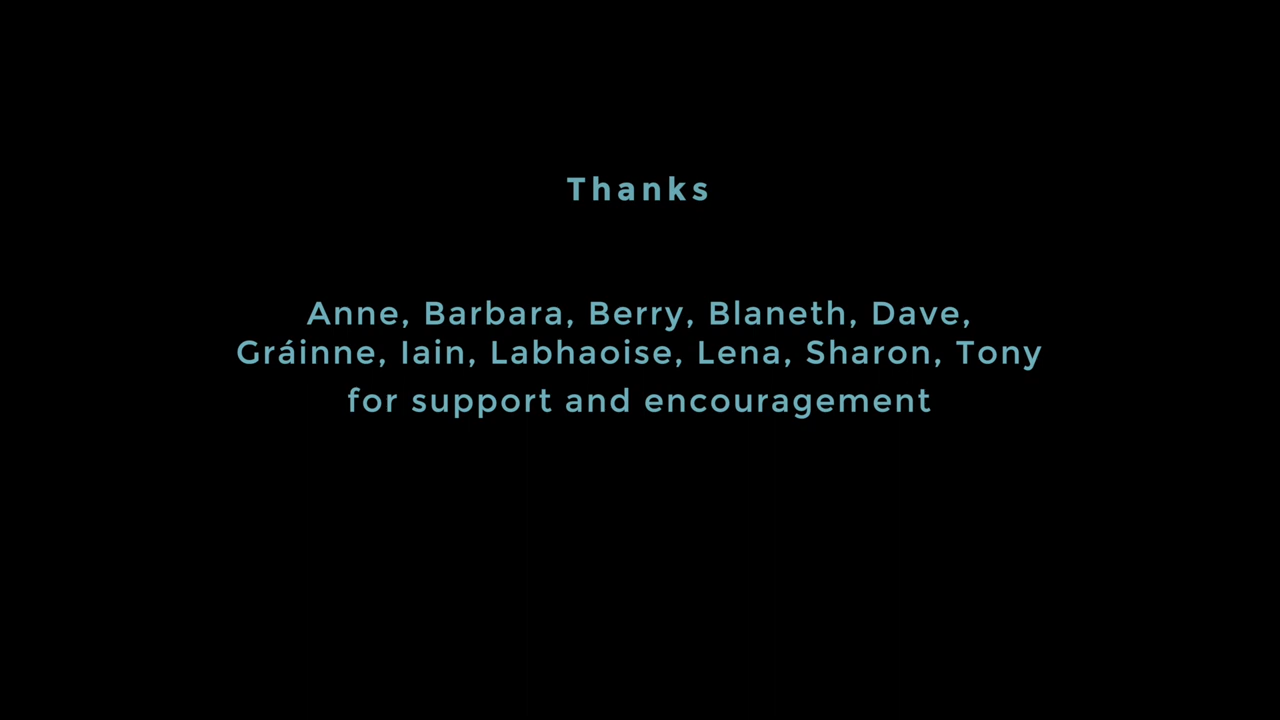 Thanks
Anne, Barbara, Berry, Blaneth, Dave,
Gráinne, Iain, Labhaoise, Lena, Sharon, Tony
for support and encouragement